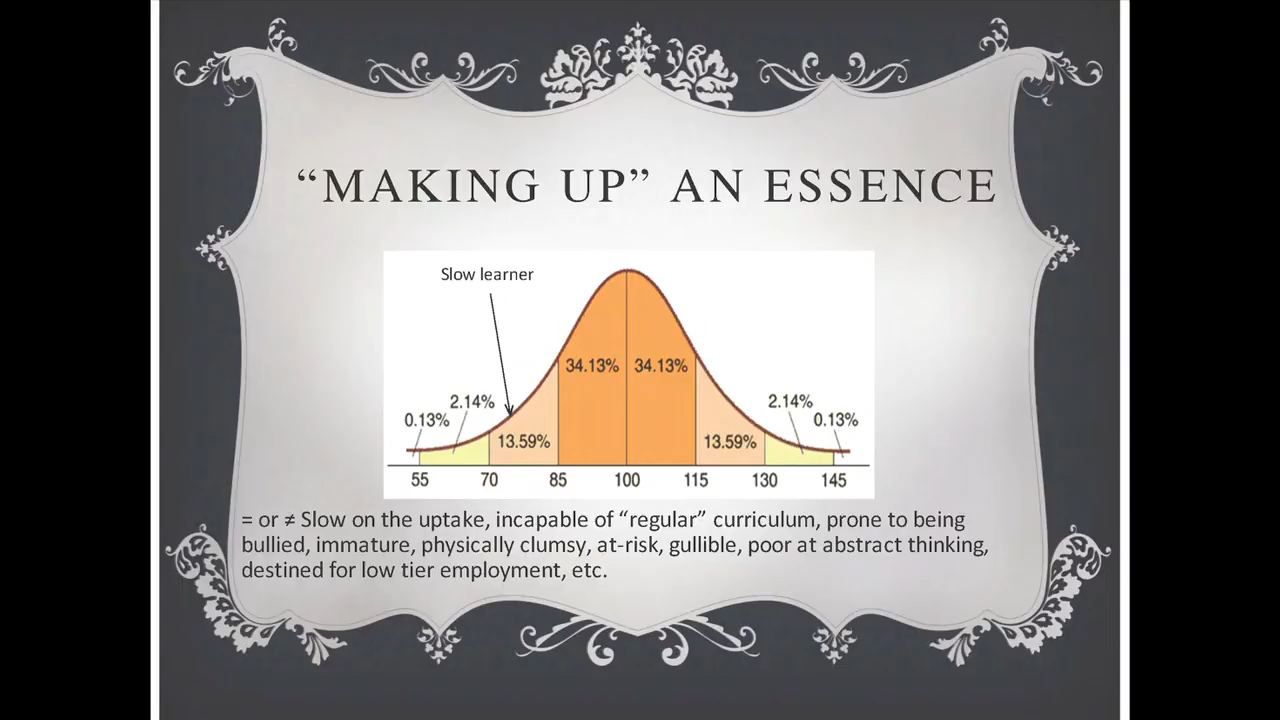 “MAKING UP” AN ESSENCE
Slow learner
34.13% 34.13%
2.14% 2.14%
0.13% 0.13%
13.59% 13.59%
55 70 85 100 115 130 145
= or ≠ Slow on the uptake, incapable of “regular” curriculum, prone to being
bullied, immature, physically clumsy, at-risk, gullible, poor at abstract thinking,
destined for low tier employment, etc.